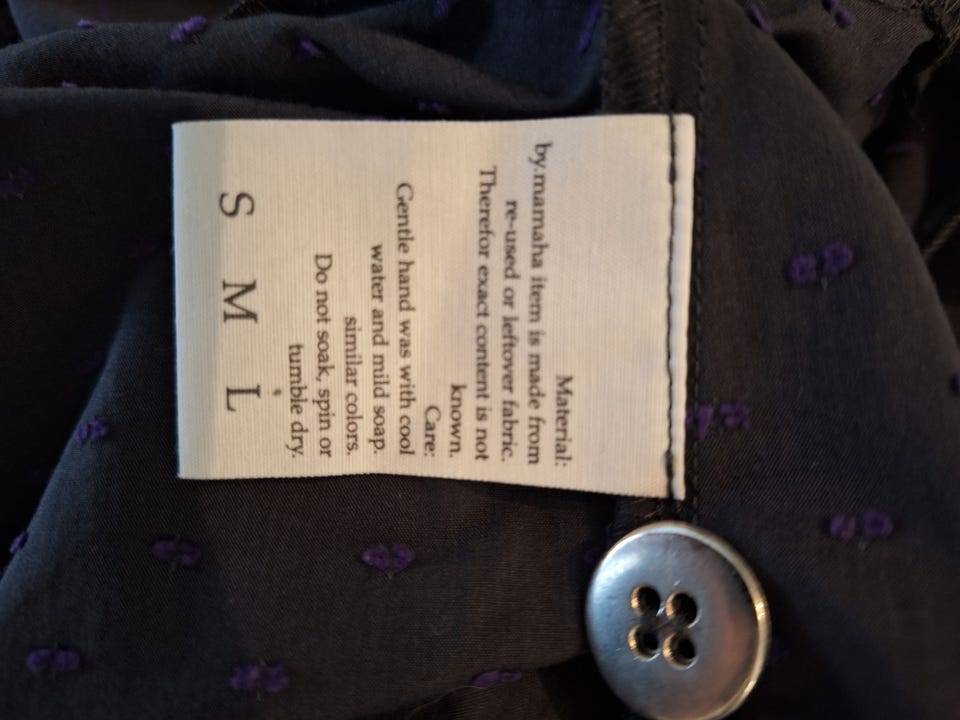 Material:
by.mamaha item is made from
re-used or leftover fabric.
Therefor exact content is not
known.
Care:
Gentle hand was with cool
water and mild soap.
similar colors.
Do not soak, spin or
tumble dry.
S M L